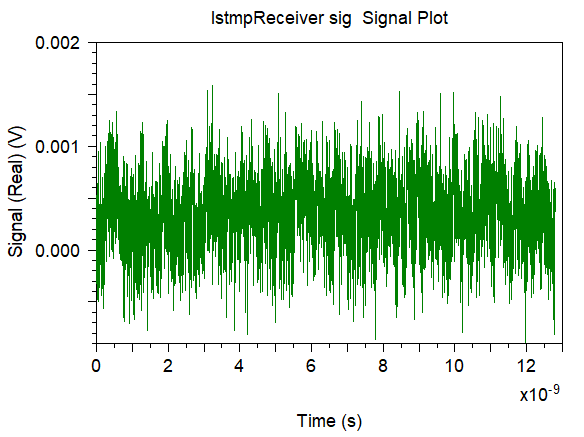 lstmpReceiver sig  Signal Plot
0.002
0.001
0.000
Signal (Real) (V)
0 2 4 6 8 10 12
x10-9
Time (s)